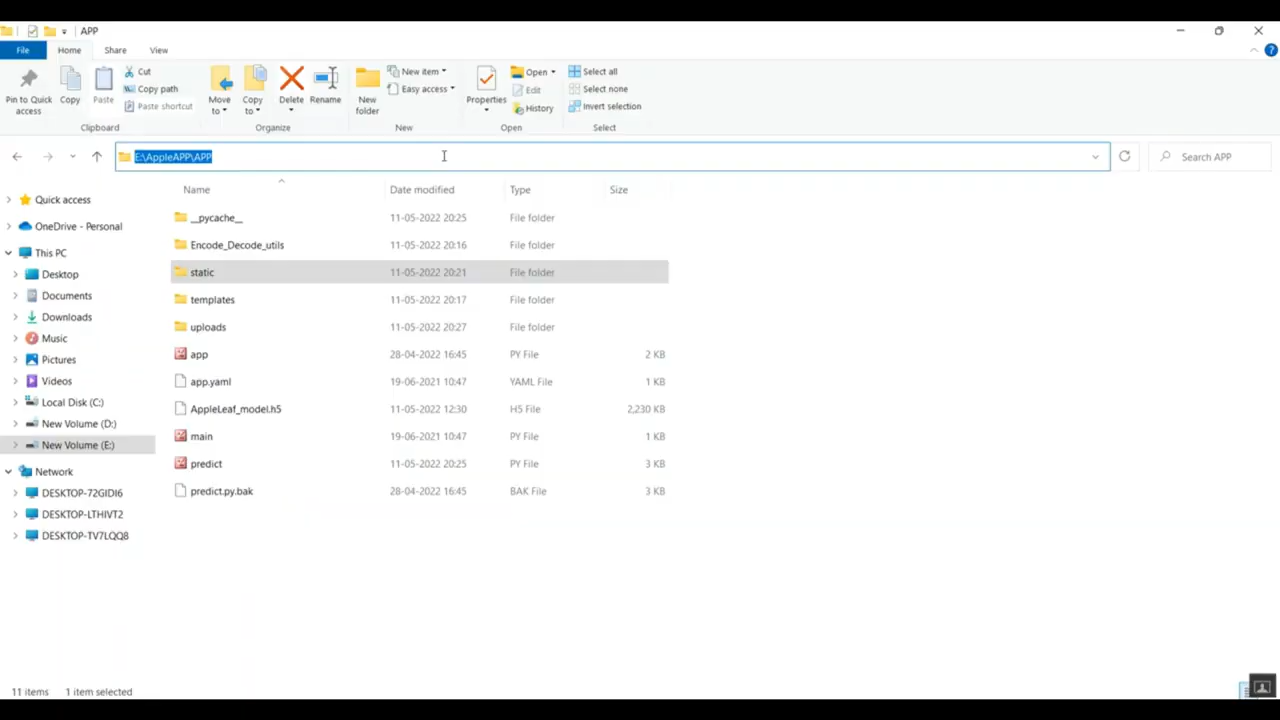 APP
File Home Share View
Pin to Quick access
Copy
Paste
Cut
Copy path
Paste shortcut
Clipboard
Move to
Copy to
Delete
Rename
Organize
New folder
New item
Easy access
New
Properties
Open
Edit
History
Open
Select all
Select none
Invert selection
Select
E:\AppleAPP\APP
Search APP
Quick access
OneDrive - Personal
This PC
Desktop
Documents
Downloads
Music
Pictures
Videos
Local Disk (C:)
New Volume (D:)
New Volume (E:)
Network
DESKTOP-72GIDI6
DESKTOP-LTHIVT2
DESKTOP-TV7LQQ8
Name Date modified Type Size
__pycache__ 11-05-2022 20:25 File folder
Encode_Decode_utils 11-05-2022 20:16 File folder
static 11-05-2022 20:21 File folder
templates 11-05-2022 20:17 File folder
uploads 11-05-2022 20:27 File folder
app 28-04-2022 16:45 PY File 2 KB
app.yaml 19-06-2021 10:47 YAML File 1 KB
AppleLeaf_model.h5 11-05-2022 12:30 H5 File 2,230 KB
main 19-06-2021 10:47 PY File 1 KB
predict 11-05-2022 20:25 PY File 3 KB
predict.py.bak 28-04-2022 16:45 BAK File 3 KB
11 items 1 item selected